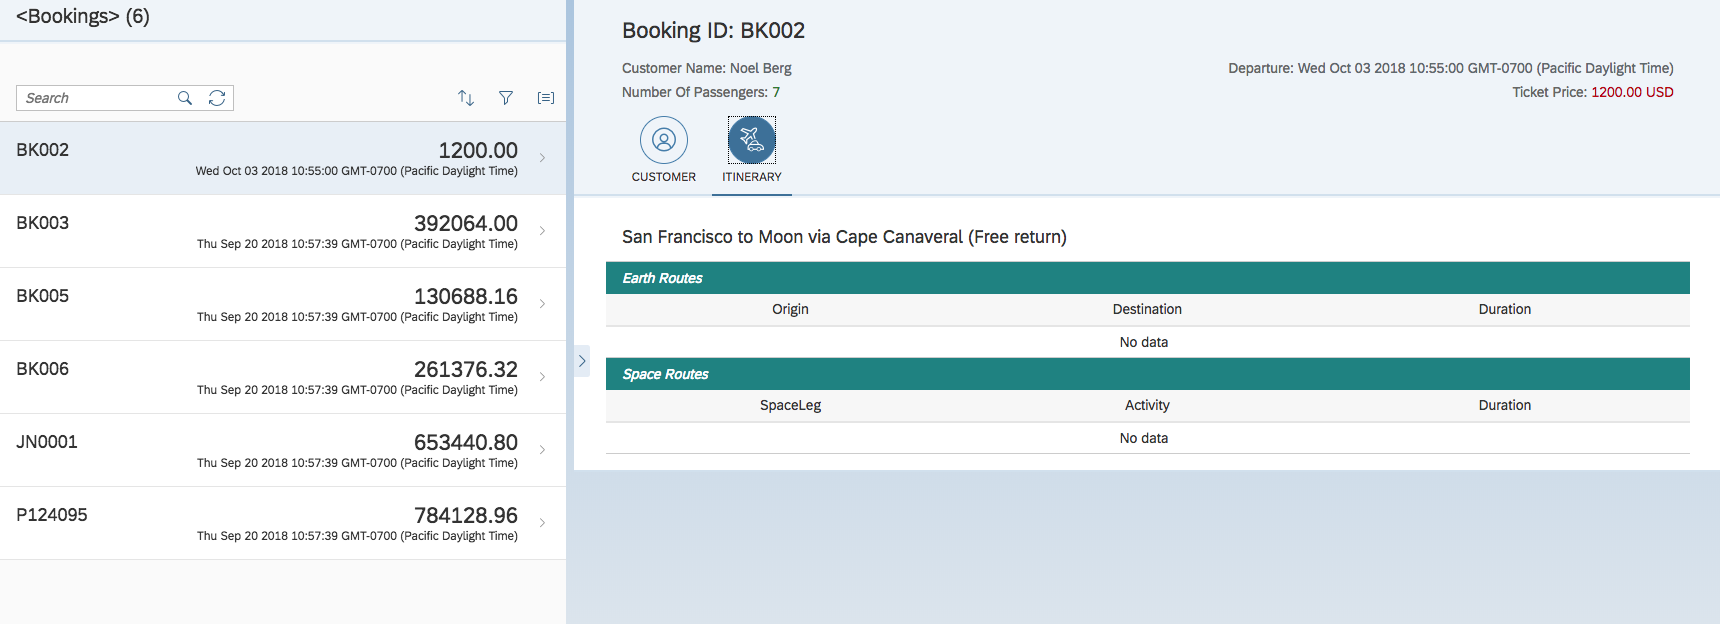 <Bookings> (6)
Search
BK002
1200.00
Wed Oct 03 2018 10:55:00 GMT-0700 (Pacific Daylight Time)
BK003
392064.00
Thu Sep 20 2018 10:57:39 GMT-0700 (Pacific Daylight Time)
BK005
130688.16
Thu Sep 20 2018 10:57:39 GMT-0700 (Pacific Daylight Time)
BK006
261376.32
Thu Sep 20 2018 10:57:39 GMT-0700 (Pacific Daylight Time)
JN0001
653440.80
Thu Sep 20 2018 10:57:39 GMT-0700 (Pacific Daylight Time)
P124095
784128.96
Thu Sep 20 2018 10:57:39 GMT-0700 (Pacific Daylight Time)
Booking ID: BK002
Customer Name: Noel Berg
Departure: Wed Oct 03 2018 10:55:00 GMT-0700 (Pacific Daylight Time)
Number Of Passengers: 7
Ticket Price: 1200.00 USD
CUSTOMER
ITINERARY
San Francisco to Moon via Cape Canaveral (Free return)
Earth Routes
Origin Destination Duration
No data
Space Routes
SpaceLeg Activity Duration
No data